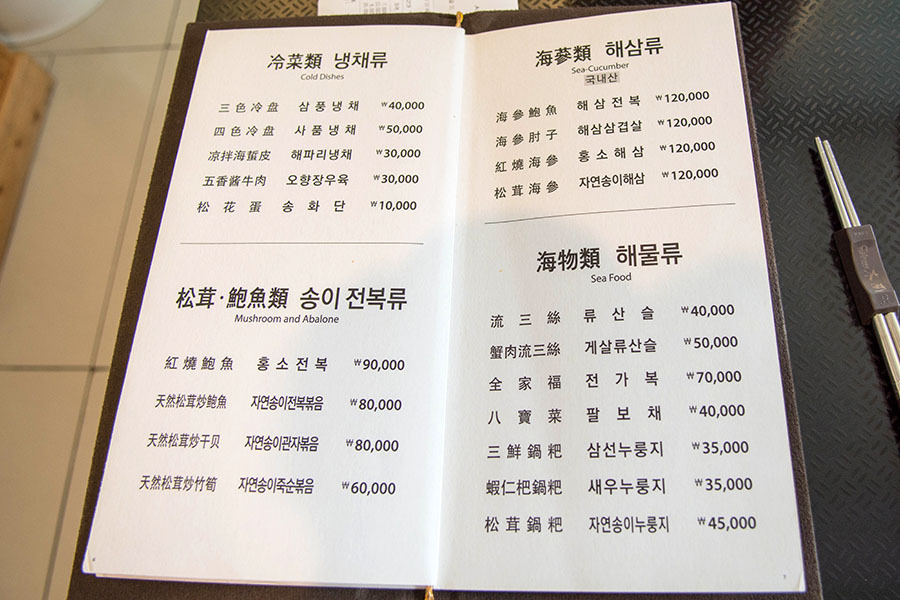 冷菜類 냉채류
Cold Dishes
三色冷盘 삼품냉채 ₩40,000
四色冷盘 사품냉채 ₩50,000
凉拌海蜇皮 해파리냉채 ₩30,000
五香酱牛肉 오향장우육 ₩30,000
松花蛋 송화단 ₩10,000
松茸·鮑魚類 송이 전복류
Mushroom and Abalone
紅燒鮑魚 홍소전복 ₩90,000
天然松茸炒鮑魚 자연송이전복볶음 ₩80,000
天然松茸炒干贝 자연송이관자볶음 ₩80,000
天然松茸炒竹筍 자연송이죽순볶음 ₩60,000
海蔘類 해삼류
Sea-Cucumber
국내산
海參鮑魚 해삼전복 ₩120,000
海參肘子 해삼삼겹살 ₩120,000
紅燒海參 홍소해삼 ₩120,000
松茸海參 자연송이해삼 ₩120,000
海物類 해물류
Sea Food
流三絲 류산슬 ₩40,000
蟹肉流三絲 게살류산슬 ₩50,000
全家福 전가복 ₩70,000
八寶菜 팔보채 ₩40,000
三鮮鍋粑 삼선누룽지 ₩35,000
蝦仁杷鍋粑 새우누룽지 ₩35,000
松茸鍋粑 자연송이누룽지 ₩45,000